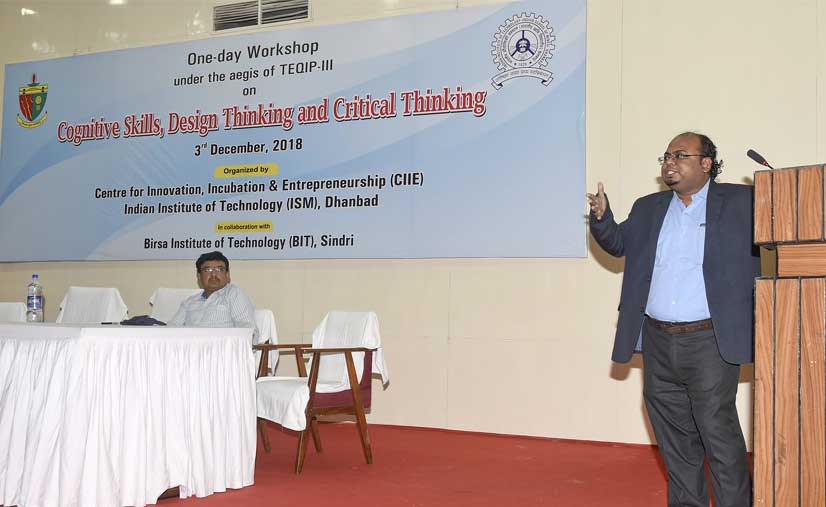 One-day Workshop
under the aegis of TEQIP-III
on
Cognitive Skills, Design Thinking and Critical Thinking
3rd December, 2018
Organized by
Centre for Innovation, Incubation & Entrepreneurship (CIIE)
Indian Institute of Technology (ISM), Dhanbad
In collaboration with
Birsa Institute of Technology (BIT), Sindri